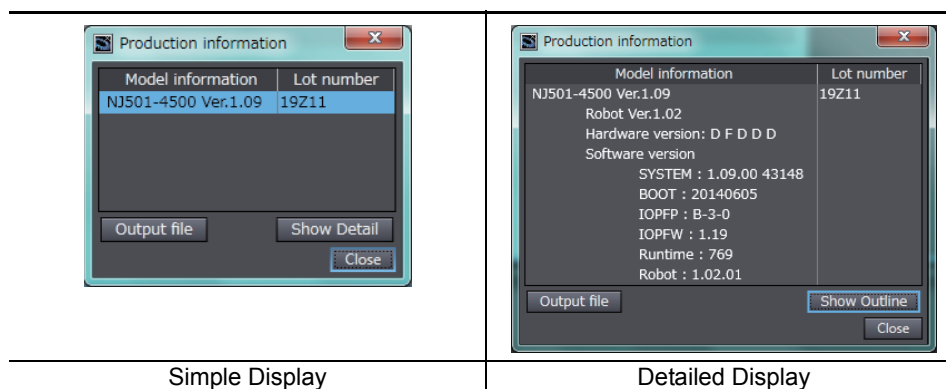 Production information
Model information Lot number
NJ501-4500 Ver.1.09 19Z11
Output file Show Detail
Close
Simple Display
Production information
Model information Lot number
NJ501-4500 Ver.1.09 19Z11
Robot Ver.1.02
Hardware version: D F D D D
Software version
SYSTEM : 1.09.00 43148
BOOT : 20140605
IOPFP : B-3-0
IOPFW : 1.19
Runtime : 769
Robot : 1.02.01
Output file Show Outline
Close
Detailed Display